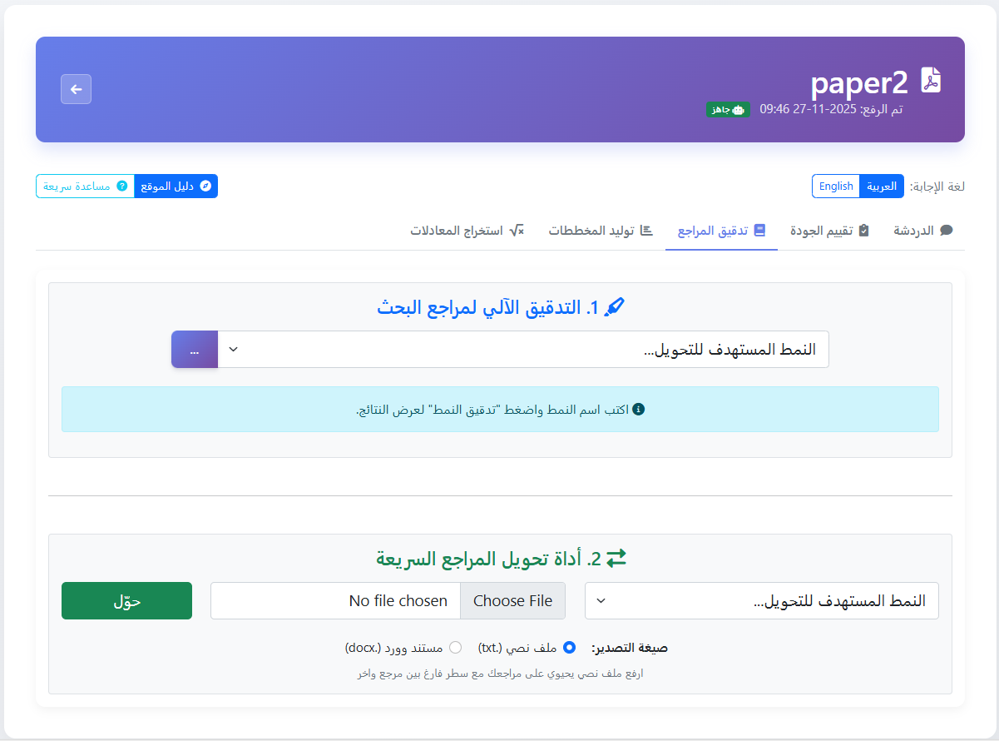 paper2
تم الرفع: 2025-11-27 09:46 جاهز
لغة الإجابة: العربية English
دليل الموقع مساعدة سريعة
الدردشة تقييم الجودة تدقيق المراجع توليد المخططات استخراج المعادلات
1. التدقيق الآلي لمراجع البحث
النمط المستهدف للتحويل... ...
اكتب اسم النمط واضغط "تدقيق النمط" لعرض النتائج.
2. أداة تحويل المراجع السريعة
النمط المستهدف للتحويل... Choose File No file chosen حوّل
صيغة التصدير: ملف نصي (.txt) مستند وورد (.docx)
ارفع ملف نصي يحيوي على مراجعك مع سطر فارغ بين مرجع واخر